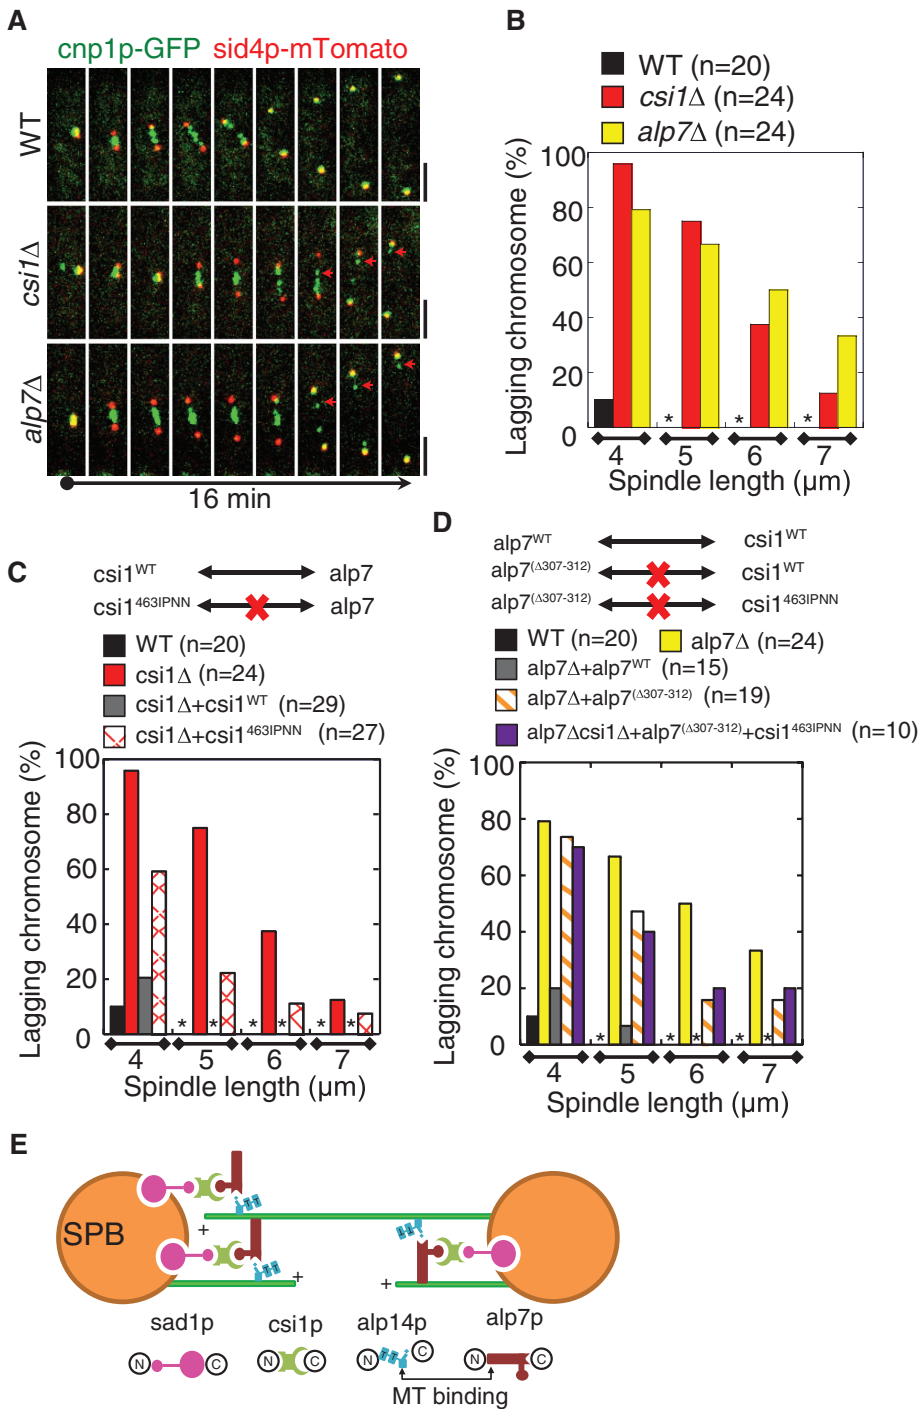 A
cnp1p-GFP sid4p-mTomato
WT
csi1Δ
alp7Δ
16 min
B
WT (n=20)
csi1Δ (n=24)
alp7Δ (n=24)
Lagging chromosome (%)
100
80
60
40
20
0
* * *
4 5 6 7
Spindle length (µm)
C
csi1WT alp7
csi1463IPNN alp7
WT (n=20)
csi1Δ (n=24)
csi1Δ+csi1WT (n=29)
csi1Δ+csi1463IPNN (n=27)
Lagging chromosome (%)
100
80
60
40
20
0
* * * * * *
4 5 6 7
Spindle length (µm)
D
alp7WT csi1WT
alp7(Δ307-312) csi1WT
alp7(Δ307-312) csi1463IPNN
WT (n=20) alp7Δ (n=24)
alp7Δ+alp7WT (n=15)
alp7Δ+alp7(Δ307-312) (n=19)
alp7Δcsi1Δ+alp7(Δ307-312)+csi1463IPNN (n=10)
Lagging chromosome (%)
100
80
60
40
20
0
* * * * *
4 5 6 7
Spindle length (µm)
E
SPB
T T
+
T T
T T
+ +
sad1p csi1p alp14p alp7p
N C N C N T T C N C
MT binding